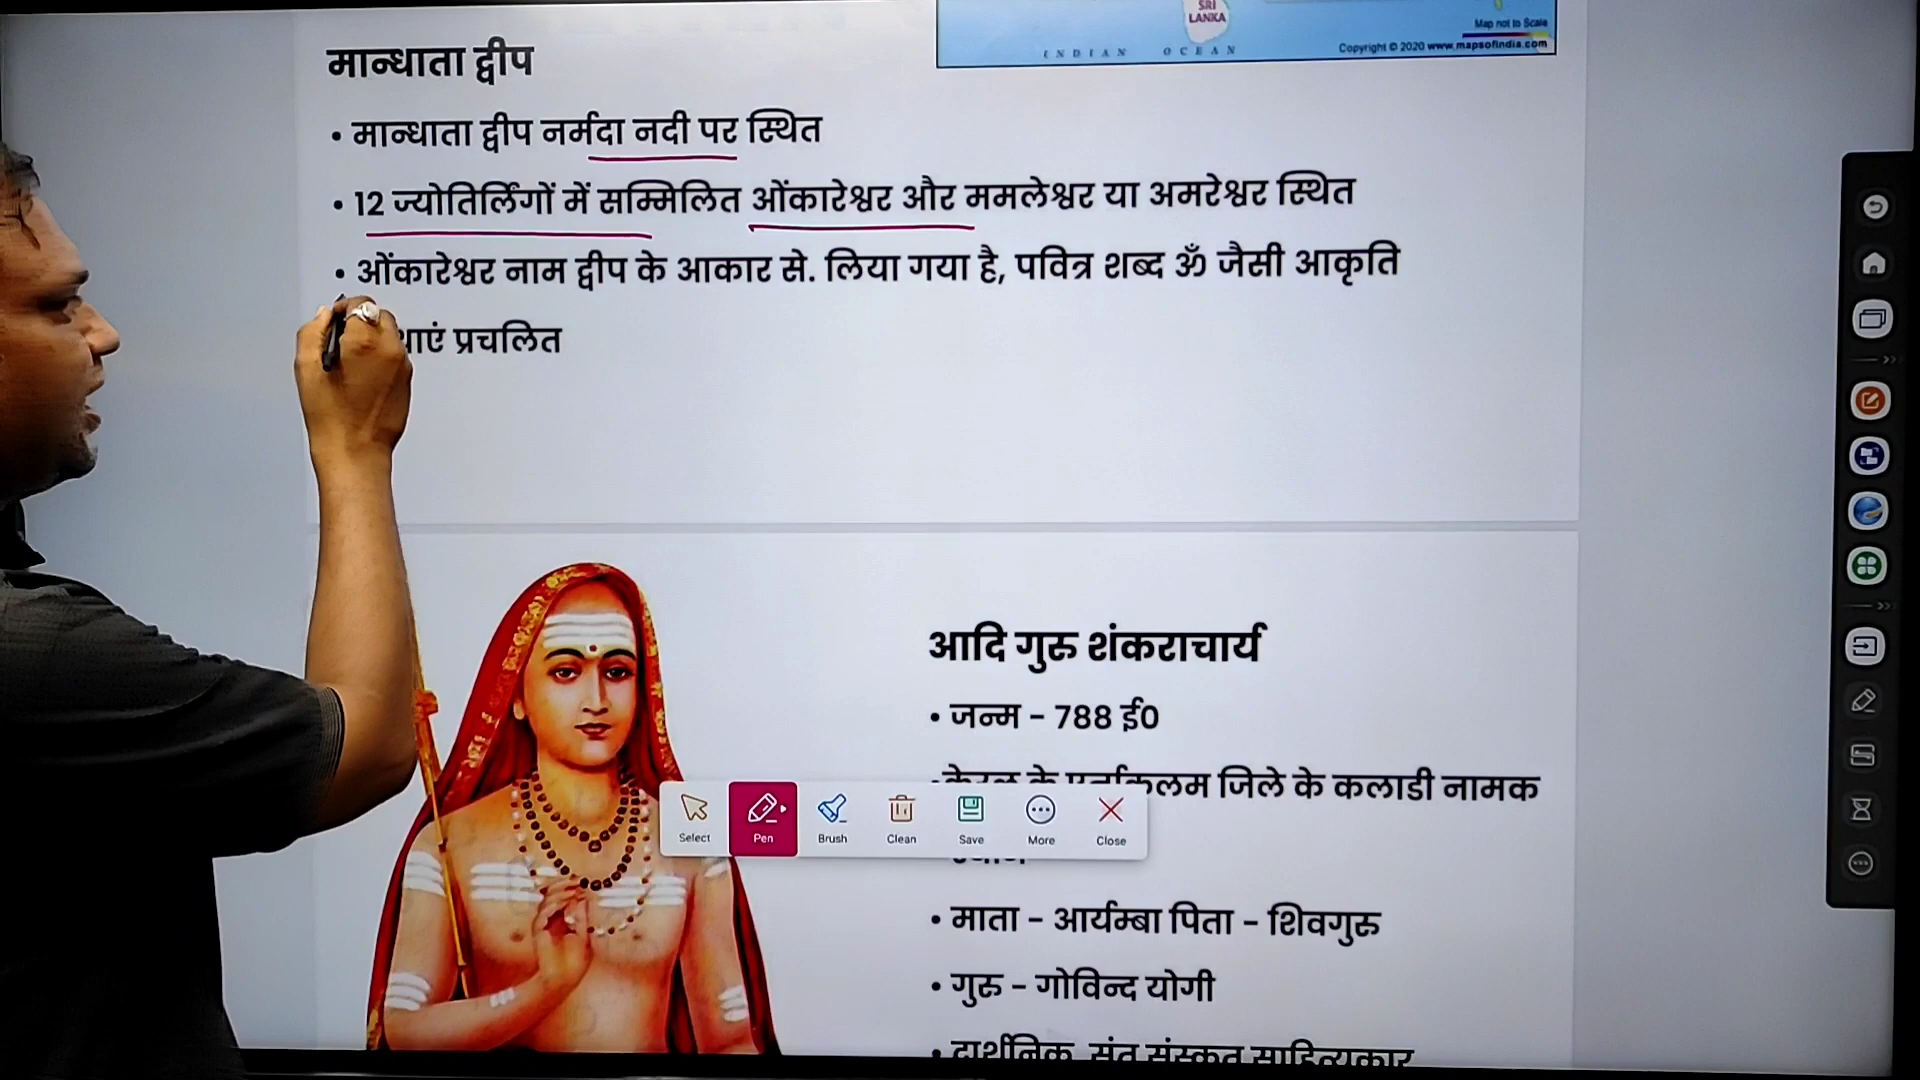 SRI
LANKA
INDIAN OCEAN
Map not to Scale
Copyright © 2020 www.mapsofindia.com
मान्धाता द्वीप
• मान्धाता द्वीप नर्मदा नदी पर स्थित
• 12 ज्योतिर्लिंगों में सम्मिलित ओंकारेश्वर और ममलेश्वर या अमरेश्वर स्थित
• ओंकारेश्वर नाम द्वीप के आकार से. लिया गया है, पवित्र शब्द ॐ जैसी आकृति
प्रचलित
आदि गुरु शंकराचार्य
• जन्म - 788 ई0
के जिले के कलाडी नामक
• माता - आर्यम्बा पिता - शिवगुरु
• गुरु - गोविन्द योगी
• दार्शनिक, संत संस्कृत साहित्यकार
Select Pen Brush Clean Save More Close